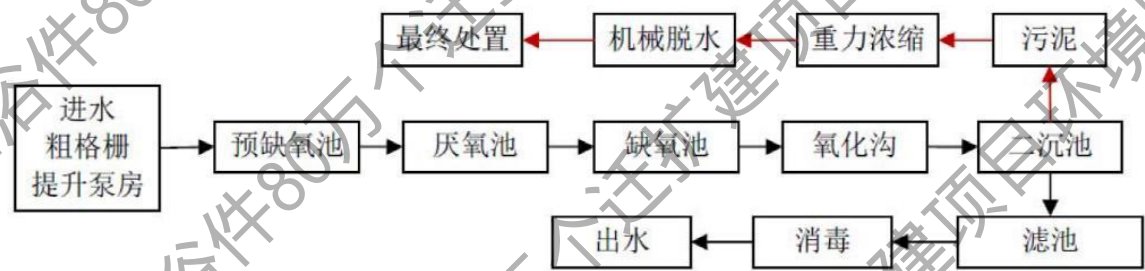 最终处置
机械脱水
重力浓缩
污泥
进水
粗格栅
提升泵房
预缺氧池
厌氧池
缺氧池
氧化沟
二沉池
出水
消毒
滤池